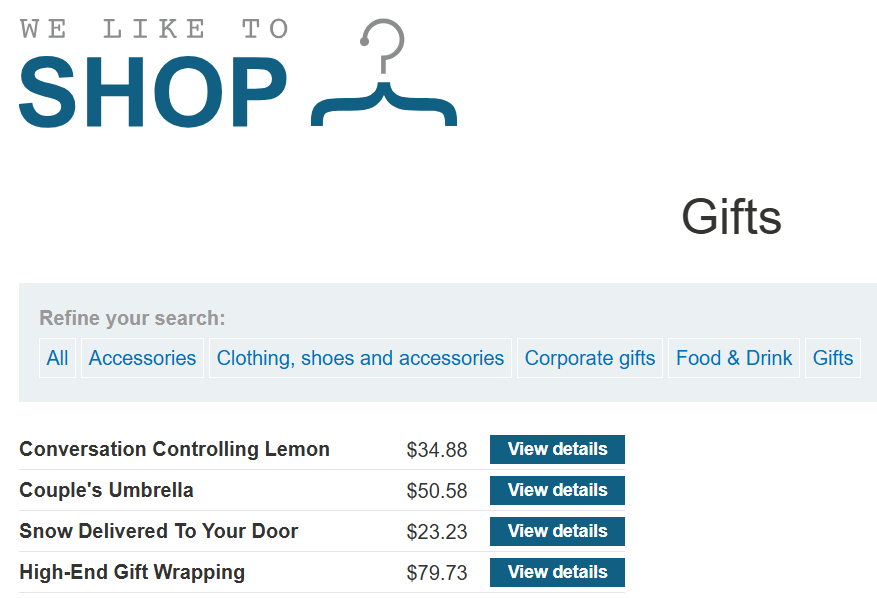 WE LIKE TO
SHOP
Gifts
Refine your search:
All Accessories Clothing, shoes and accessories Corporate gifts Food & Drink Gifts
Conversation Controlling Lemon $34.88 View details
Couple's Umbrella $50.58 View details
Snow Delivered To Your Door $23.23 View details
High-End Gift Wrapping $79.73 View details